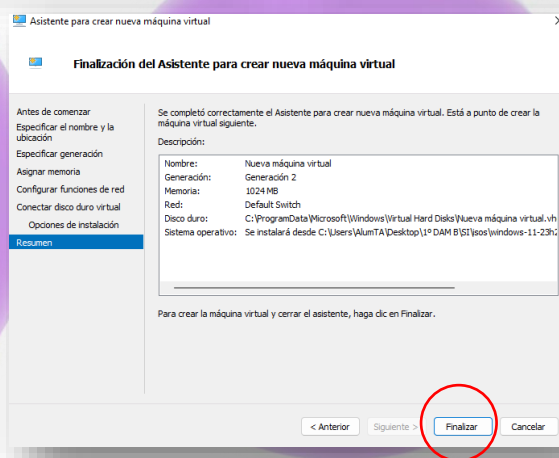 Asistente para crear nueva máquina virtual
Finalización del Asistente para crear nueva máquina virtual
Antes de comenzar
Especificar el nombre y la
ubicación
Especificar generación
Asignar memoria
Configurar funciones de red
Conectar disco duro virtual
Opciones de instalación
Resumen
Se completó correctamente el Asistente para crear nueva máquina virtual. Está a punto de crear la
máquina virtual siguiente.
Descripción:
Nombre: Nueva máquina virtual
Generación: Generación 2
Memoria: 1024 MB
Red: Default Switch
Disco duro: C:\ProgramData\Microsoft\Windows\Virtual Hard Disks\Nueva máquina virtual.vh
Sistema operativo: Se instalará desde C:\Users\AlumTA\Desktop\1º DAM B\SI\isos\windows-11-23h2
Para crear la máquina virtual y cerrar el asistente, haga clic en Finalizar.
< Anterior Siguiente > Finalizar Cancelar